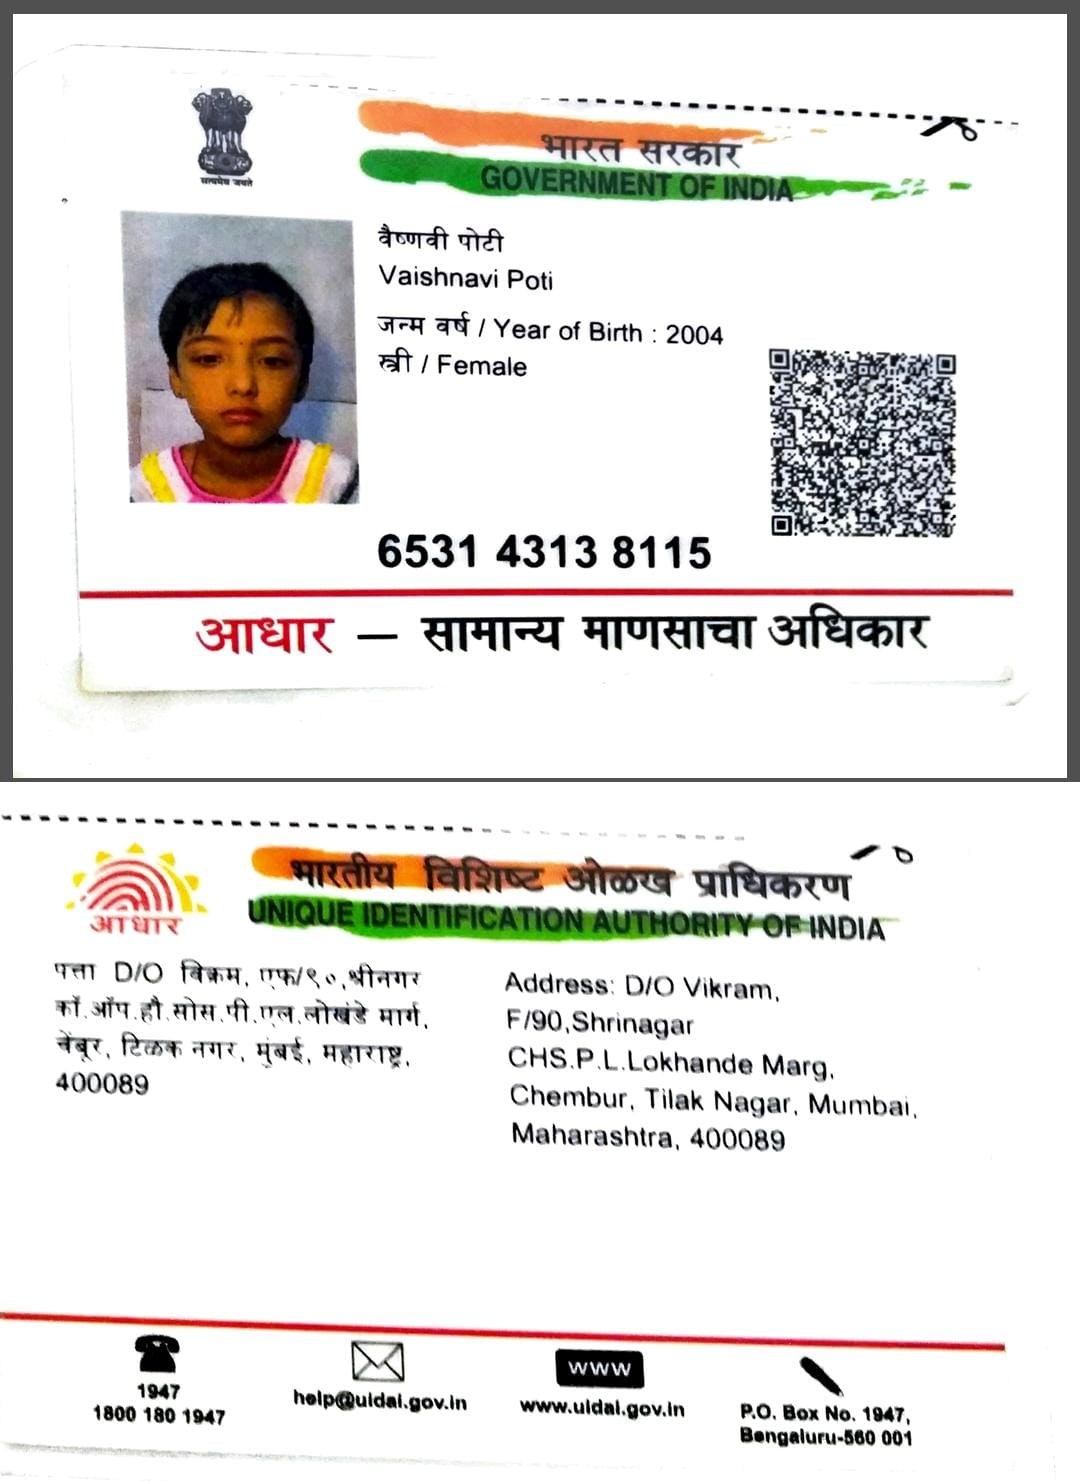 सत्यमेव जयते
भारत सरकार
GOVERNMENT OF INDIA
वैष्णवी पोटी
Vaishnavi Poti
जन्म वर्ष / Year of Birth : 2004
स्त्री / Female
6531 4313 8115
आधार — सामान्य माणसाचा अधिकार
भारतीय विशिष्ट ओळख प्राधिकरण
UNIQUE IDENTIFICATION AUTHORITY OF INDIA
आधार
पत्ता D/O विक्रम, एफ/९०,श्रीनगर
कॉ.ऑप.हौ.सोस.पी.एल.लोखंडे मार्ग,
चेंबूर, टिळक नगर, मुंबई, महाराष्ट्र,
400089
Address: D/O Vikram,
F/90,Shrinagar
CHS.P.L.Lokhande Marg,
Chembur, Tilak Nagar, Mumbai,
Maharashtra, 400089
1947
1800 180 1947
help@uidai.gov.in
www
www.uidai.gov.in
P.O. Box No. 1947,
Bengaluru-560 001